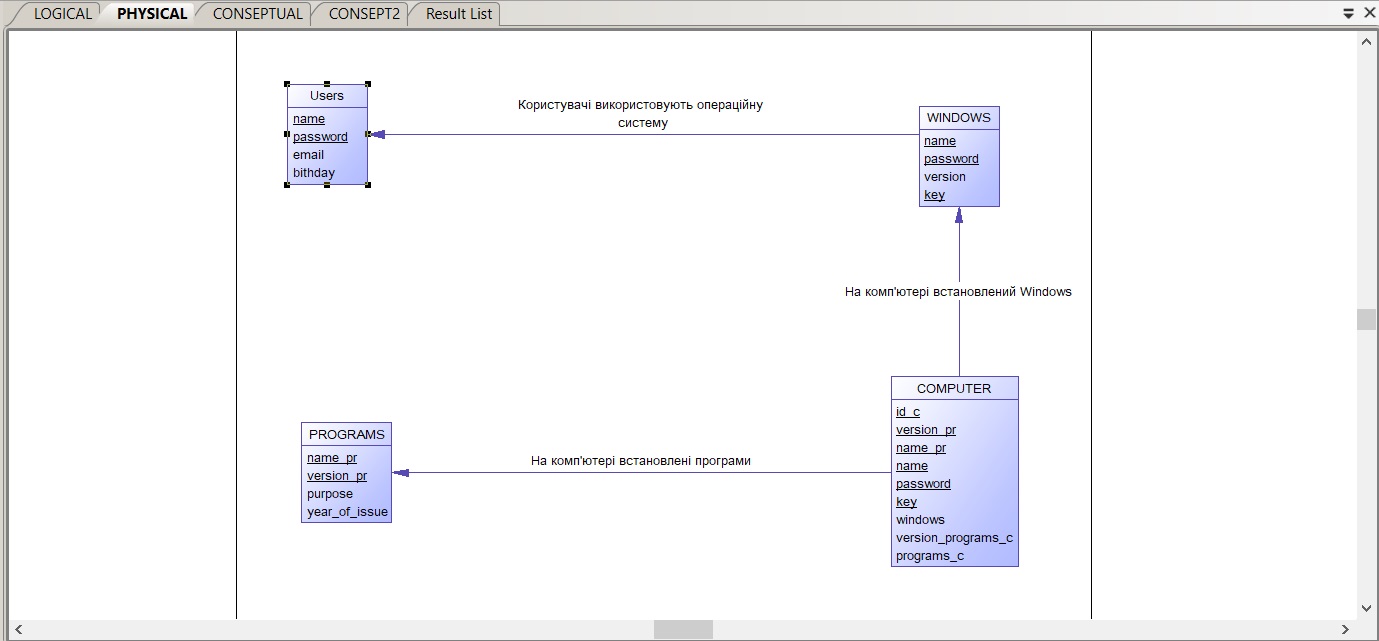 LOGICAL
PHYSICAL
CONSEPTUAL
CONSEPT2
Result List
Users
name
password
email
bithday
Користувачі використовують операційну
систему
WINDOWS
name
password
version
key
На комп'ютері встановлений Windows
PROGRAMS
name_pr
version_pr
purpose
year_of_issue
На комп'ютері встановлені програми
COMPUTER
id_c
version_pr
name_pr
name
password
key
windows
version_programs_c
programs_c